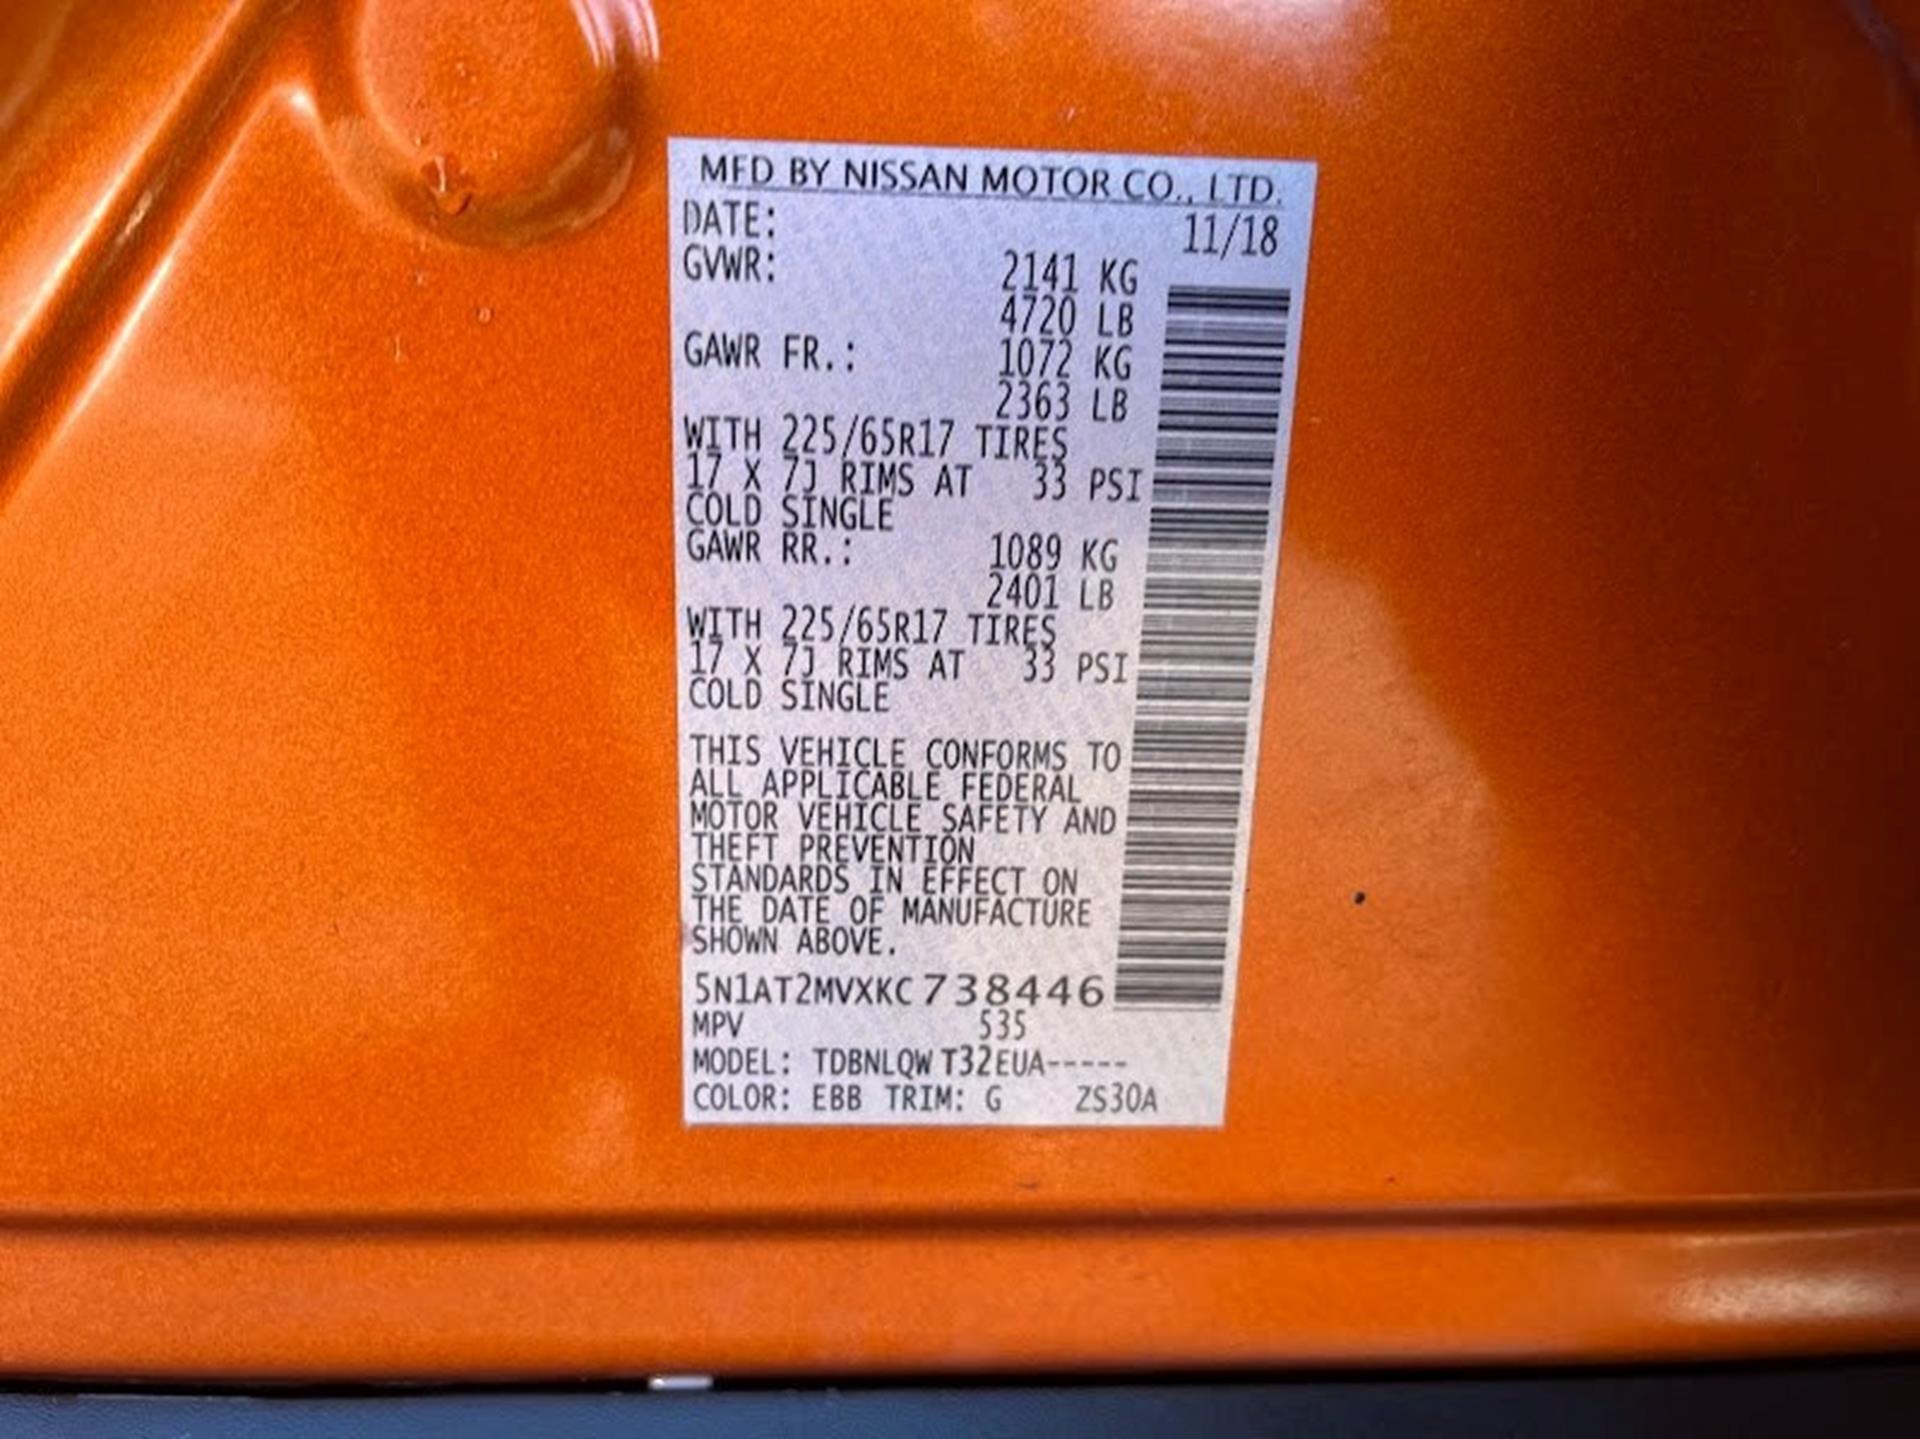 MFD BY NISSAN MOTOR CO., LTD.
DATE: 11/18
GVWR: 2141 KG
4720 LB
GAWR FR.: 1072 KG
2363 LB
WITH 225/65R17 TIRES
17 X 7J RIMS AT 33 PSI
COLD SINGLE
GAWR RR.: 1089 KG
2401 LB
WITH 225/65R17 TIRES
17 X 7J RIMS AT 33 PSI
COLD SINGLE
THIS VEHICLE CONFORMS TO
ALL APPLICABLE FEDERAL
MOTOR VEHICLE SAFETY AND
THEFT PREVENTION
STANDARDS IN EFFECT ON
THE DATE OF MANUFACTURE
SHOWN ABOVE.
5N1AT2MVXKC738446
MPV 535
MODEL: TDBNLQWT32EUA-----
COLOR: EBB TRIM: G ZS30A